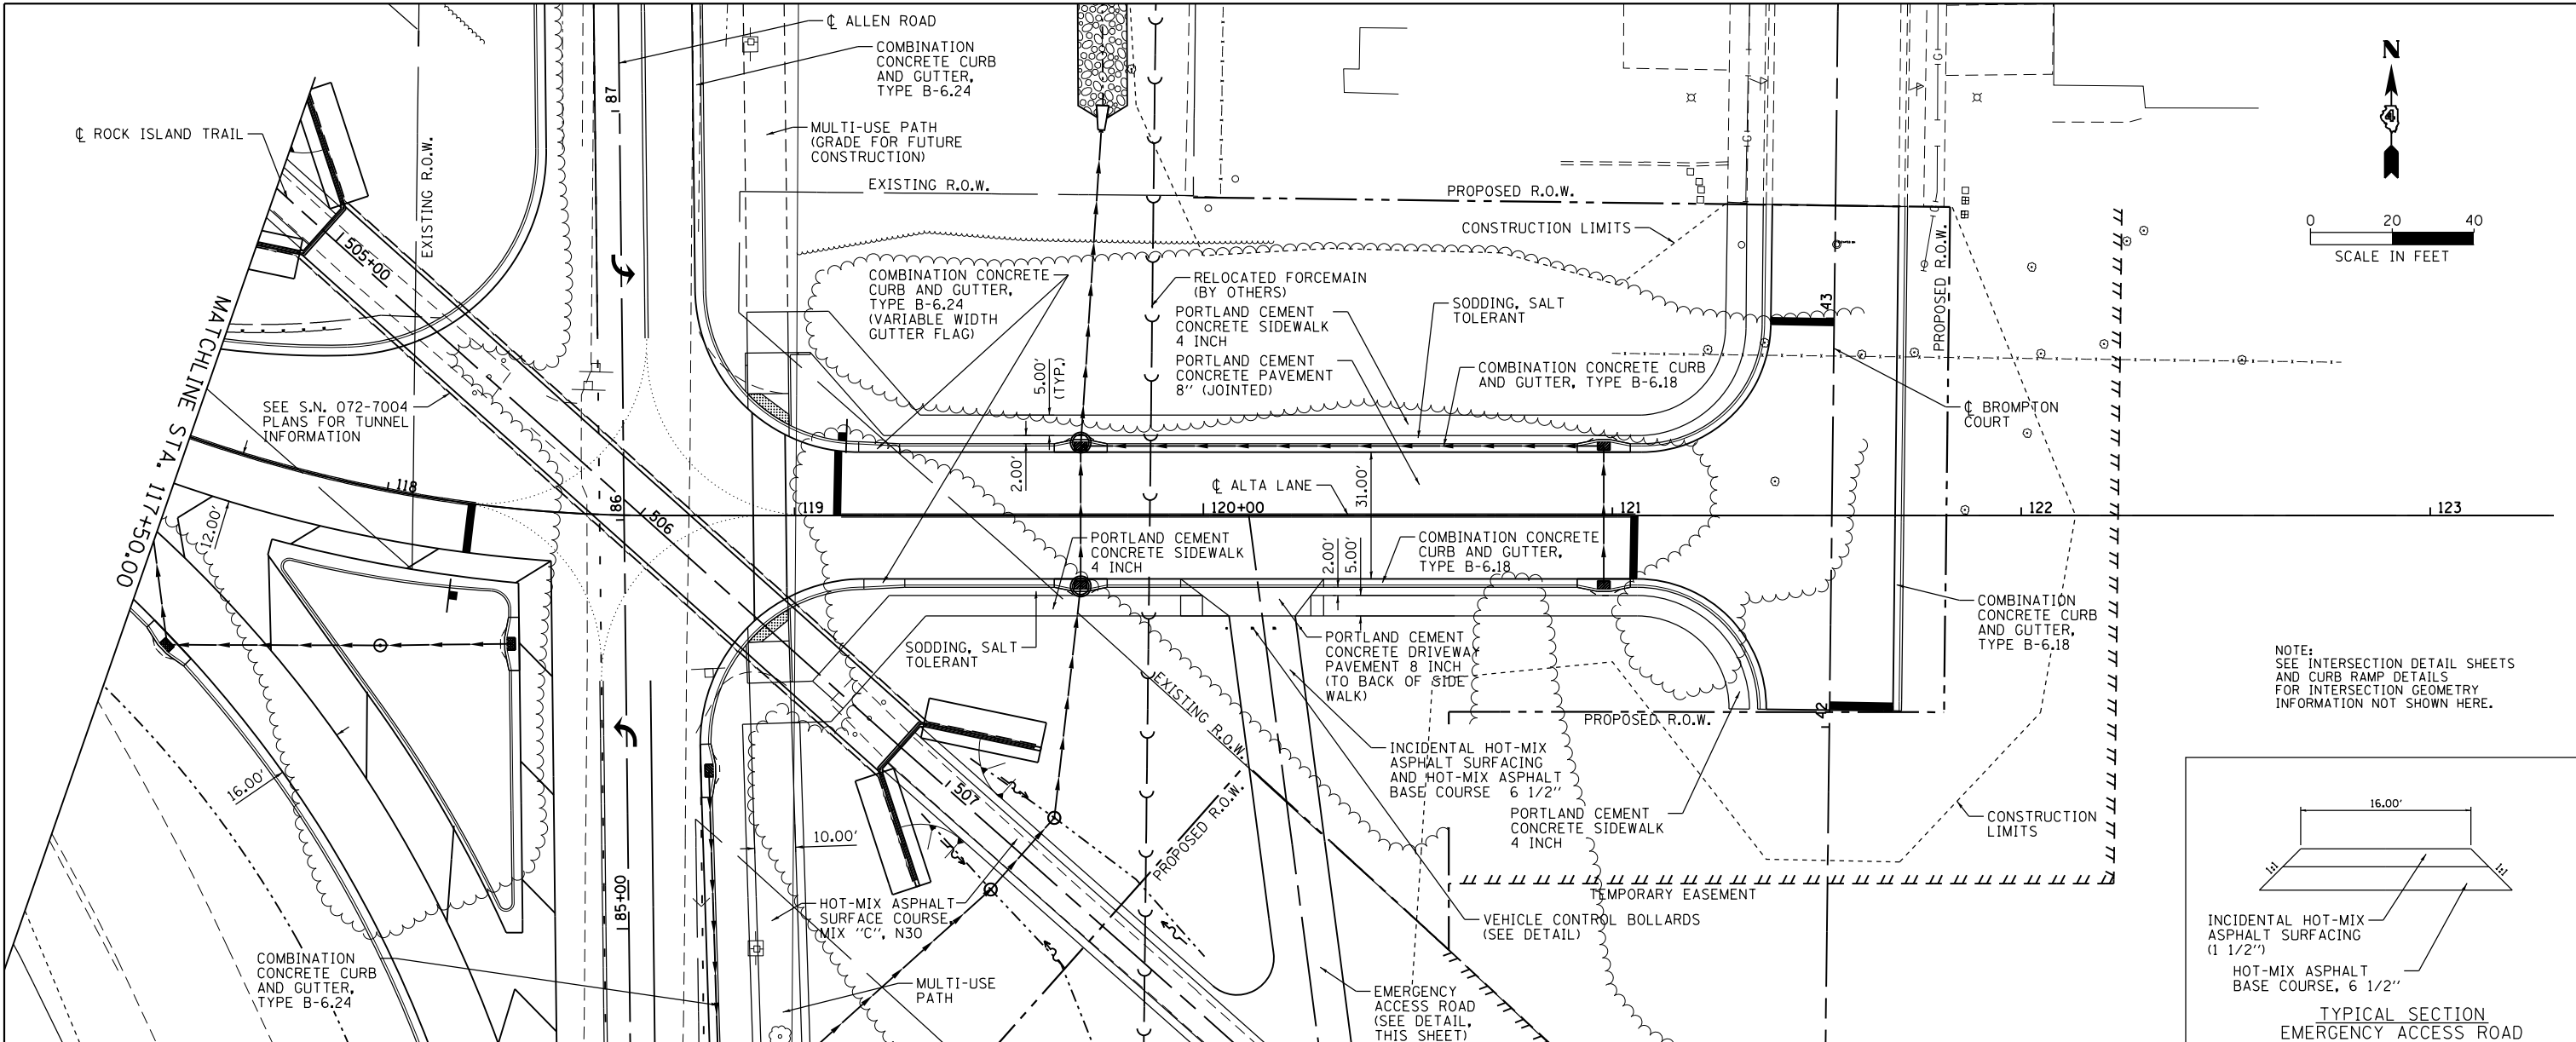 ℄ ALLEN ROAD
COMBINATION
CONCRETE CURB
AND GUTTER,
TYPE B-6.24
87
℄ ROCK ISLAND TRAIL
MULTI-USE PATH
(GRADE FOR FUTURE
CONSTRUCTION)
EXISTING R.O.W.
EXISTING R.O.W.
PROPOSED R.O.W.
CONSTRUCTION LIMITS
N
4
0 20 40
SCALE IN FEET
505+00
MATCHLINE STA. 117+50.00
COMBINATION CONCRETE
CURB AND GUTTER,
TYPE B-6.24
(VARIABLE WIDTH
GUTTER FLAG)
RELOCATED FORCEMAIN
(BY OTHERS)
PORTLAND CEMENT
CONCRETE SIDEWALK
4 INCH
PORTLAND CEMENT
CONCRETE PAVEMENT
8" (JOINTED)
SODDING, SALT
TOLERANT
COMBINATION CONCRETE CURB
AND GUTTER, TYPE B-6.18
43
PROPOSED R.O.W.
G
G
G
G
5.00'
(TYP.)
2.00'
31.00'
℄ BROMPTON
COURT
SEE S.N. 072-7004
PLANS FOR TUNNEL
INFORMATION
118
86
506
119
℄ ALTA LANE
120+00
121
122
123
12.00'
PORTLAND CEMENT
CONCRETE SIDEWALK
4 INCH
2.00'
5.00'
COMBINATION CONCRETE
CURB AND GUTTER,
TYPE B-6.18
COMBINATION
CONCRETE CURB
AND GUTTER,
TYPE B-6.18
SODDING, SALT
TOLERANT
PORTLAND CEMENT
CONCRETE DRIVEWAY
PAVEMENT 8 INCH
(TO BACK OF SIDE
WALK)
EXISTING R.O.W.
PROPOSED R.O.W.
42
NOTE:
SEE INTERSECTION DETAIL SHEETS
AND CURB RAMP DETAILS
FOR INTERSECTION GEOMETRY
INFORMATION NOT SHOWN HERE.
INCIDENTAL HOT-MIX
ASPHALT SURFACING
AND HOT-MIX ASPHALT
BASE COURSE 6 1/2"
PORTLAND CEMENT
CONCRETE SIDEWALK
4 INCH
CONSTRUCTION
LIMITS
16.00'
507
10.00'
PROPOSED R.O.W.
85+00
HOT-MIX ASPHALT
SURFACE COURSE,
MIX "C", N30
TEMPORARY EASEMENT
VEHICLE CONTROL BOLLARDS
(SEE DETAIL)
COMBINATION
CONCRETE CURB
AND GUTTER,
TYPE B-6.24
MULTI-USE
PATH
EMERGENCY
ACCESS ROAD
(SEE DETAIL,
THIS SHEET)
16.00'
1:1
1:1
INCIDENTAL HOT-MIX
ASPHALT SURFACING
(1 1/2")
HOT-MIX ASPHALT
BASE COURSE, 6 1/2"
TYPICAL SECTION
EMERGENCY ACCESS ROAD